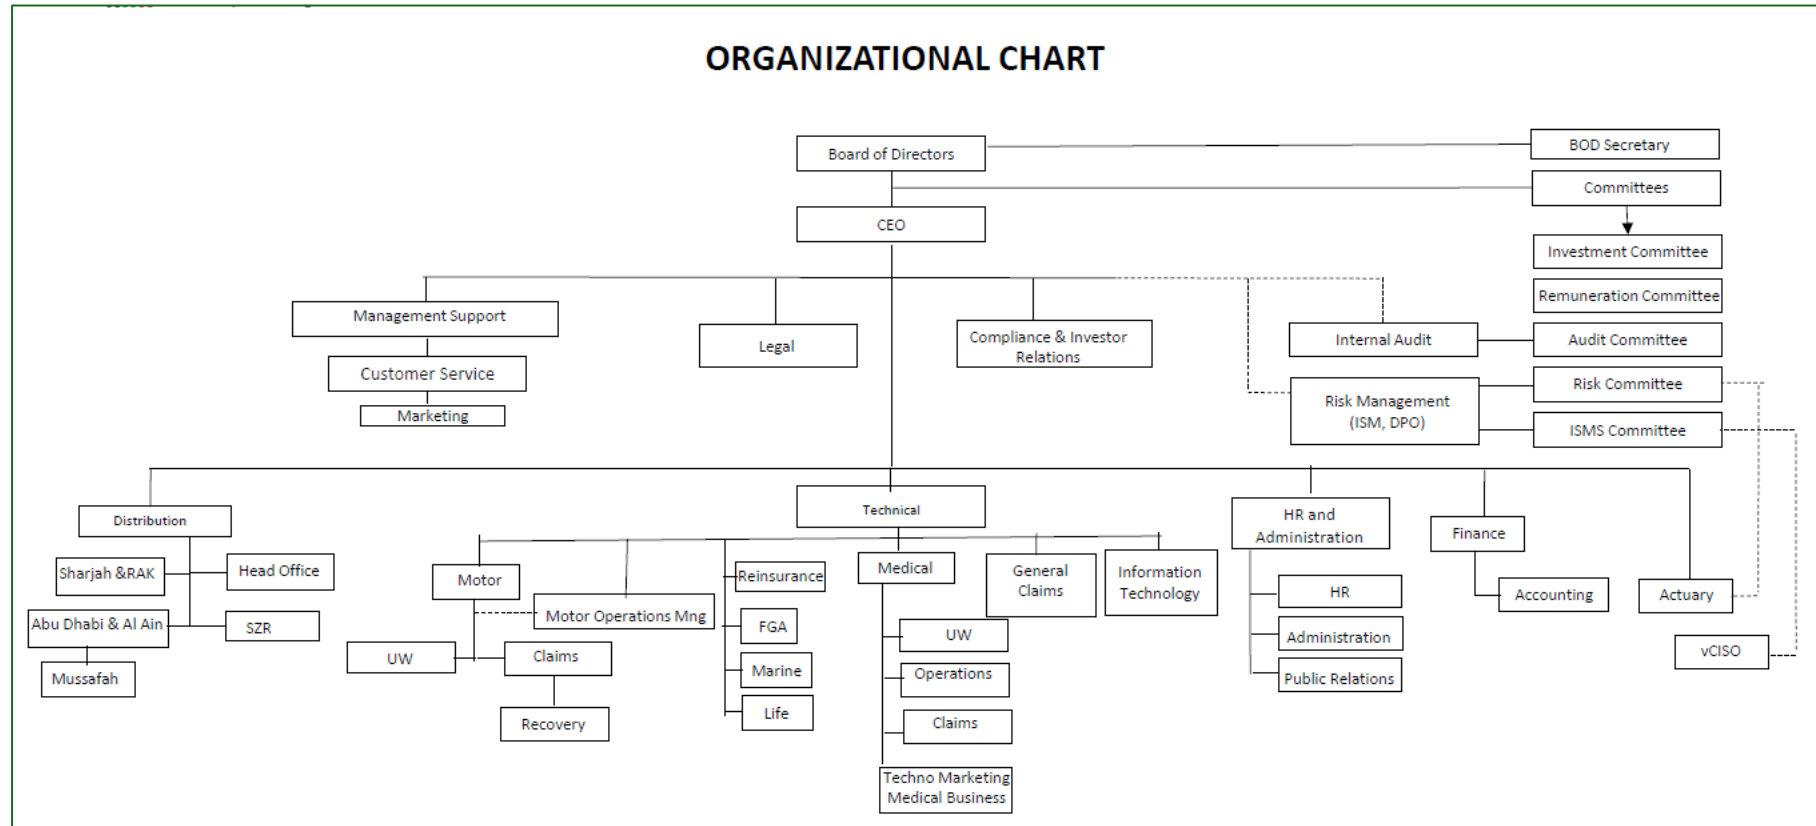 ORGANIZATIONAL CHART
Board of Directors
BOD Secretary
Committees
CEO
Investment Committee
Remuneration Committee
Management Support
Legal
Compliance & Investor
Relations
Internal Audit
Audit Committee
Customer Service
Risk Management
(ISM, DPO)
Risk Committee
Marketing
ISMS Committee
Distribution
Technical
HR and
Administration
Finance
Sharjah &RAK
Head Office
Motor
Reinsurance
Medical
General
Claims
Information
Technology
HR
Accounting
Actuary
Abu Dhabi & Al Ain
SZR
Motor Operations Mng
FGA
UW
Administration
Mussafah
UW
Claims
Marine
Operations
Public Relations
vCISO
Recovery
Life
Claims
Techno Marketing
Medical Business